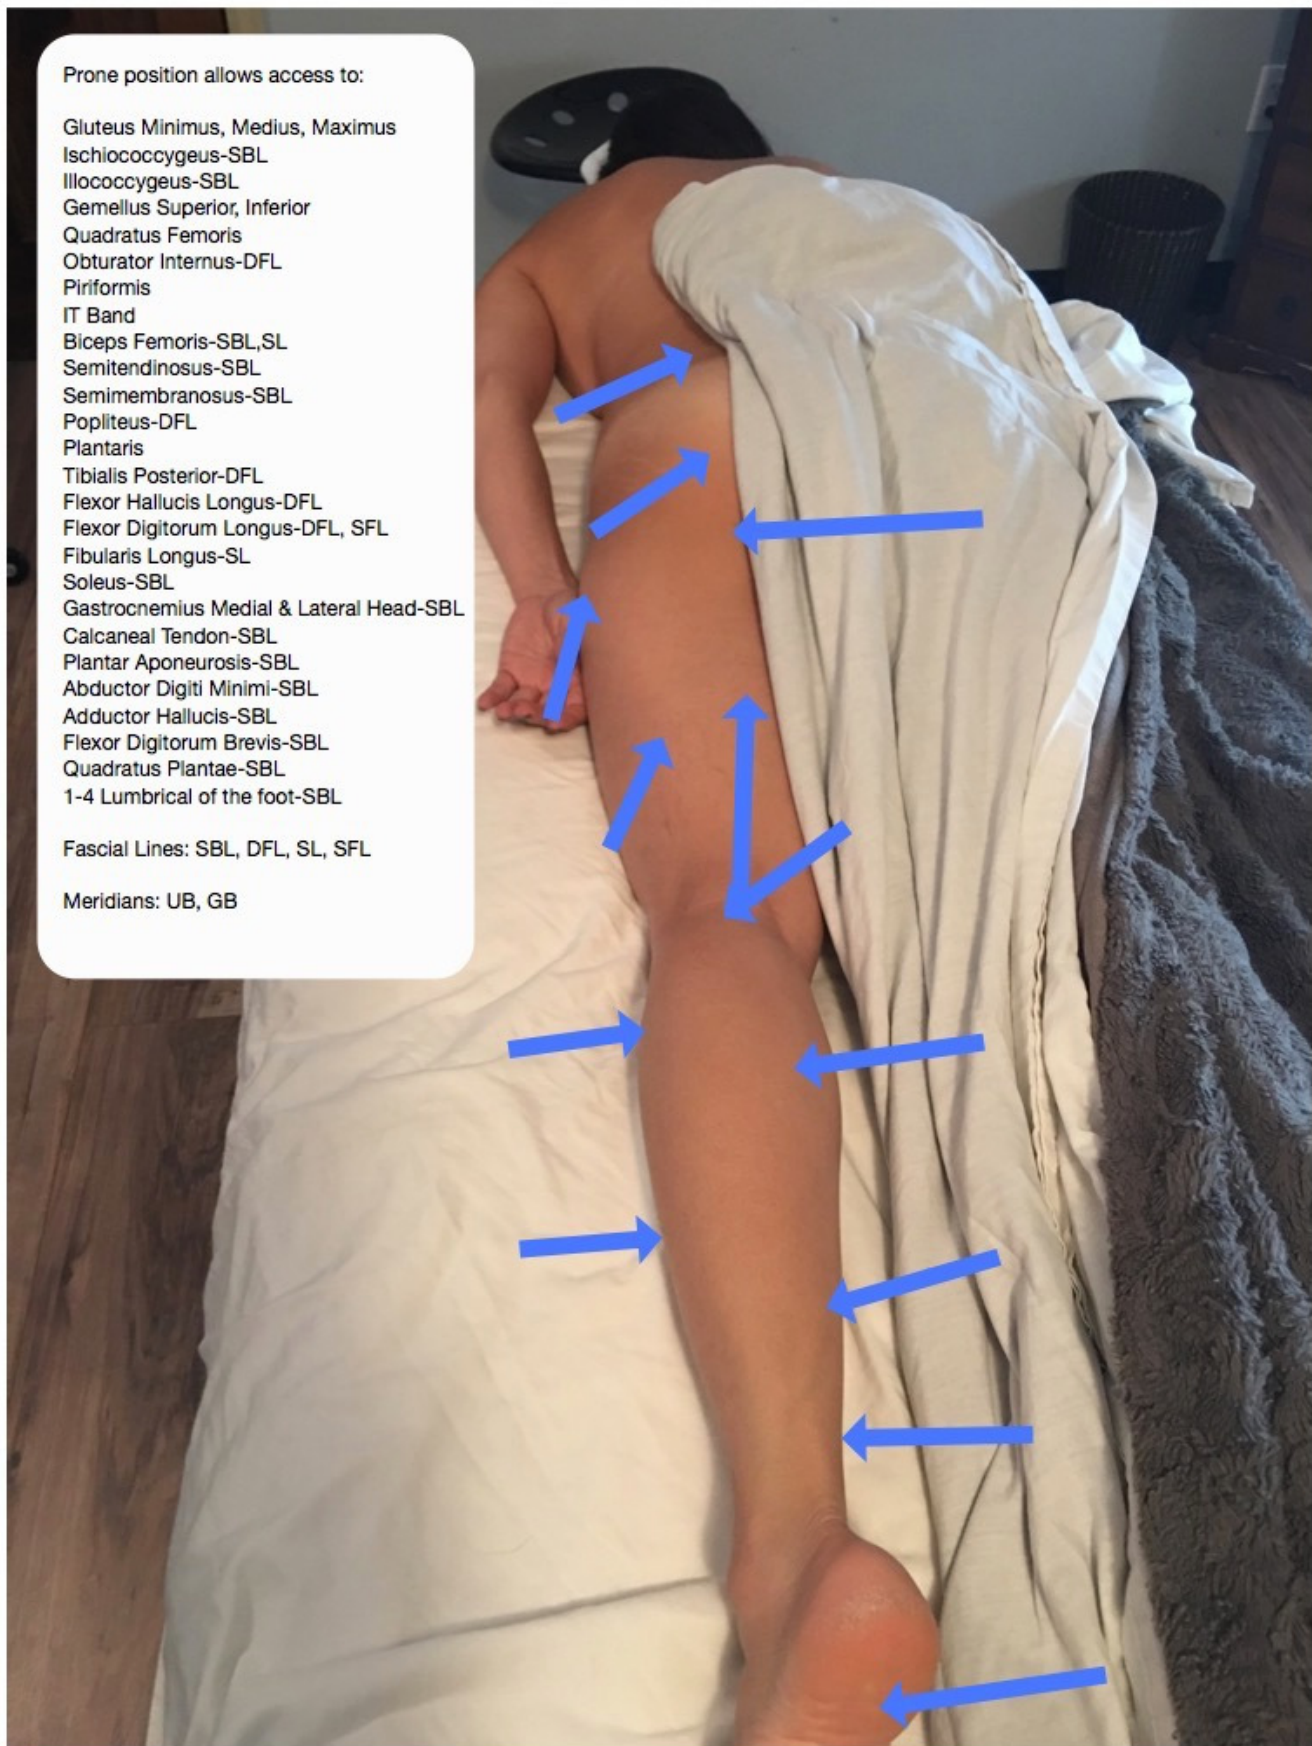 Prone position allows access to:
Gluteus Minimus, Medius, Maximus
Ischiococcygeus-SBL
Illococcygeus-SBL
Gemellus Superior, Inferior
Quadratus Femoris
Obturator Internus-DFL
Piriformis
IT Band
Biceps Femoris-SBL,SL
Semitendinosus-SBL
Semimembranosus-SBL
Popliteus-DFL
Plantaris
Tibialis Posterior-DFL
Flexor Hallucis Longus-DFL
Flexor Digitorum Longus-DFL, SFL
Fibularis Longus-SL
Soleus-SBL
Gastrocnemius Medial & Lateral Head-SBL
Calcaneal Tendon-SBL
Plantar Aponeurosis-SBL
Abductor Digiti Minimi-SBL
Adductor Hallucis-SBL
Flexor Digitorum Brevis-SBL
Quadratus Plantae-SBL
1-4 Lumbrical of the foot-SBL
Fascial Lines: SBL, DFL, SL, SFL
Meridians: UB, GB